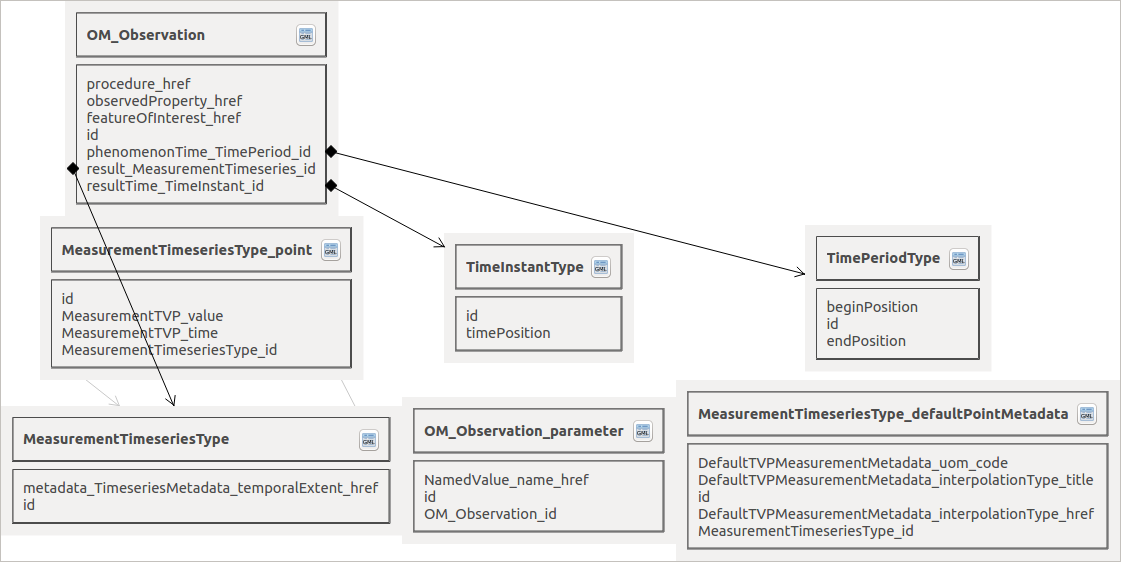 OM_Observation
GML
procedure_href
observedProperty_href
featureOfInterest_href
id
phenomenonTime_TimePeriod_id
result_MeasurementTimeseries_id
resultTime_TimeInstant_id
MeasurementTimeseriesType_point
GML
id
MeasurementTVP_value
MeasurementTVP_time
MeasurementTimeseriesType_id
TimeInstantType
GML
id
timePosition
TimePeriodType
GML
beginPosition
id
endPosition
MeasurementTimeseriesType
GML
metadata_TimeseriesMetadata_temporalExtent_href
id
OM_Observation_parameter
GML
NamedValue_name_href
id
OM_Observation_id
MeasurementTimeseriesType_defaultPointMetadata
GML
DefaultTVPMeasurementMetadata_uom_code
DefaultTVPMeasurementMetadata_interpolationType_title
id
DefaultTVPMeasurementMetadata_interpolationType_href
MeasurementTimeseriesType_id